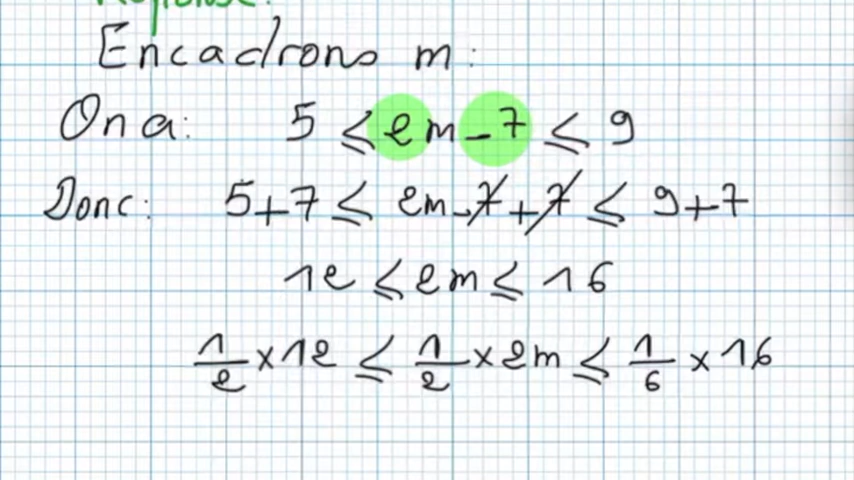 Réponse:
Encadrons m:
On a: 5 ≤ 2m - 7 ≤ 9
Donc: 5+7 ≤ 2m - 7 + 7 ≤ 9+7
12 ≤ 2m ≤ 16
1/2 × 12 ≤ 1/2 × 2m ≤ 1/6 × 16